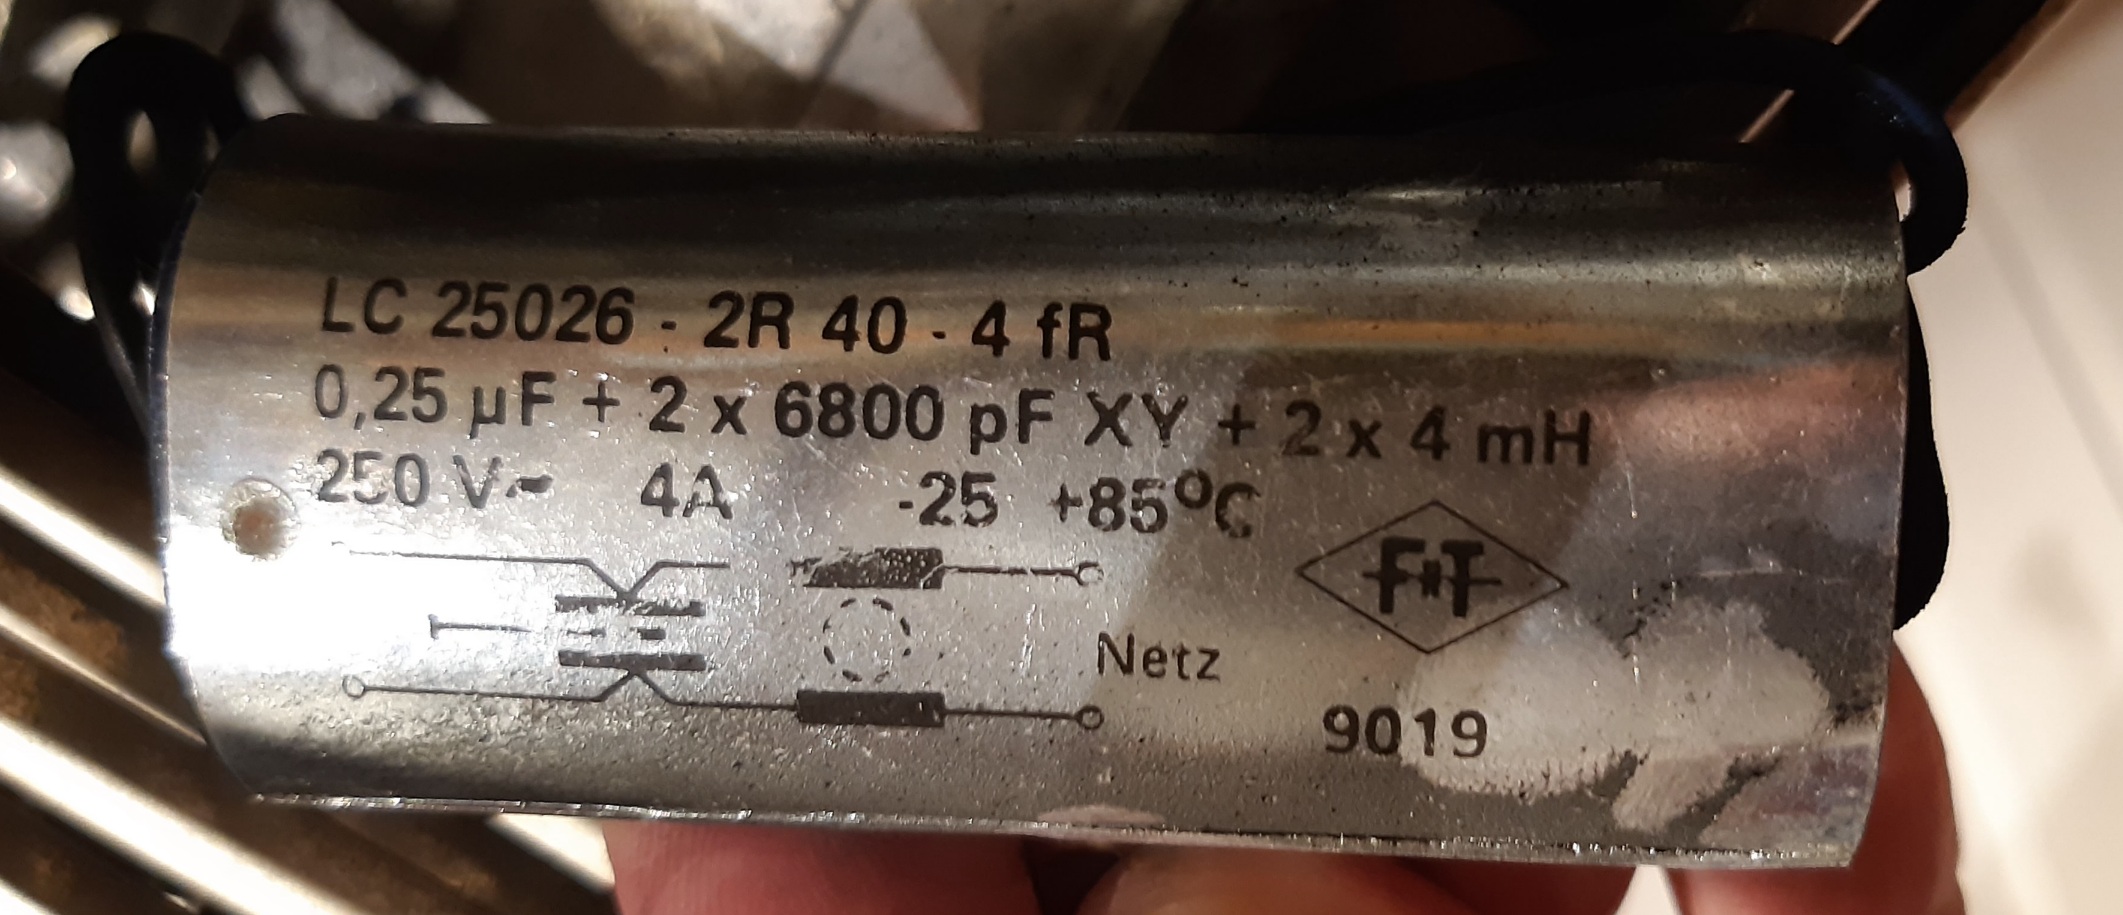 LC 25026 - 2R 40 - 4 fR
0,25 µF + 2 x 6800 pF XY + 2 x 4 mH
250 V~ 4A -25 +85°C
F&T
Netz
9019